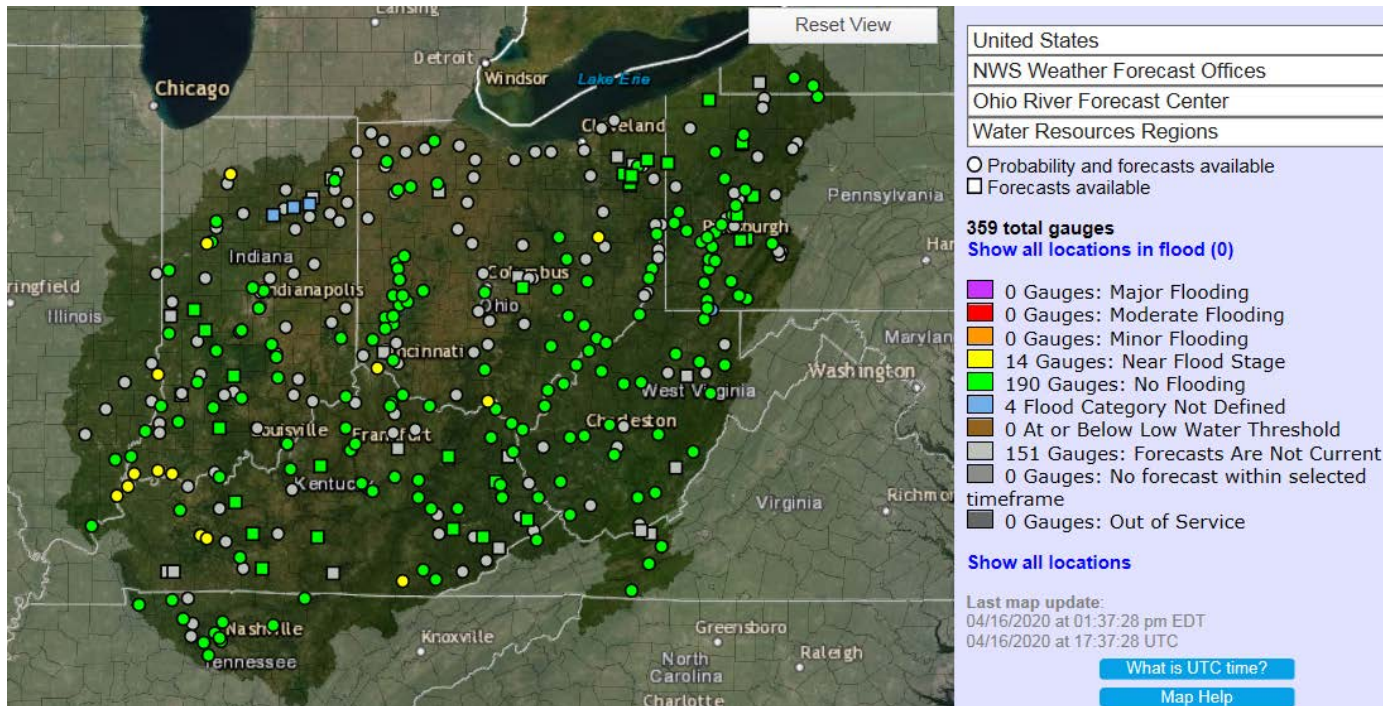 Lansing
Reset View
Detroit
Windsor
Lake Erie
Chicago
Cleveland
Pennsylvania
Pittsburgh
Har
Indiana
Columbus
ringfield
Indianapolis
Ohio
Illinois
Maryland
Cincinnati
Washington
West Virginia
Charleston
Louisville
Frankfurt
Kentucky
Virginia
Richmo
Nashville
Greensboro
Knoxville
Tennessee
Raleigh
North
Carolina
Charlotte
United States
NWS Weather Forecast Offices
Ohio River Forecast Center
Water Resources Regions
Probability and forecasts available
Forecasts available
359 total gauges
Show all locations in flood (0)
0 Gauges: Major Flooding
0 Gauges: Moderate Flooding
0 Gauges: Minor Flooding
14 Gauges: Near Flood Stage
190 Gauges: No Flooding
4 Flood Category Not Defined
0 At or Below Low Water Threshold
151 Gauges: Forecasts Are Not Current
0 Gauges: No forecast within selected
timeframe
0 Gauges: Out of Service
Show all locations
Last map update:
04/16/2020 at 01:37:28 pm EDT
04/16/2020 at 17:37:28 UTC
What is UTC time?
Map Help